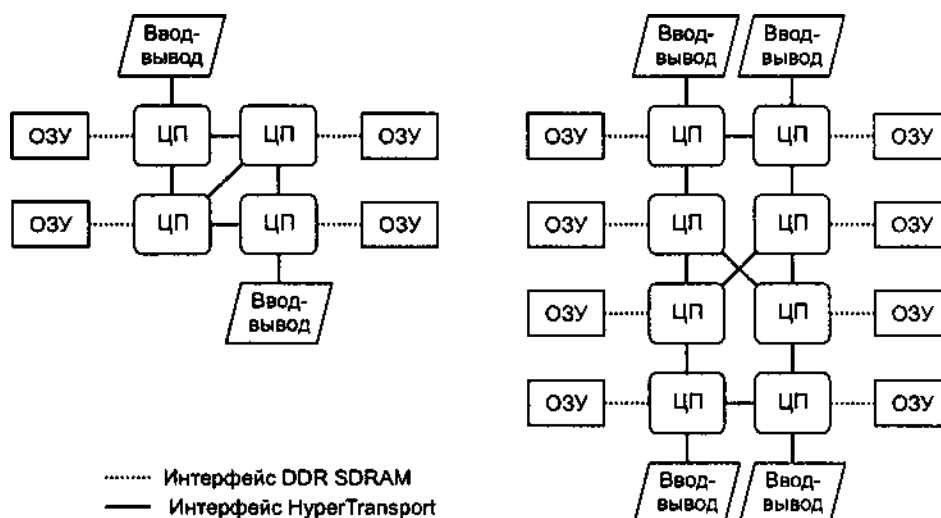 Ввод-
вывод
ОЗУ
ЦП
ЦП
ОЗУ
ОЗУ
ЦП
ЦП
ОЗУ
Ввод-
вывод
Интерфейс DDR SDRAM
Интерфейс HyperTransport
Ввод-
вывод
Ввод-
вывод
ОЗУ
ЦП
ЦП
ОЗУ
ОЗУ
ЦП
ЦП
ОЗУ
ОЗУ
ЦП
ЦП
ОЗУ
ОЗУ
ЦП
ЦП
ОЗУ
Ввод-
вывод
Ввод-
вывод